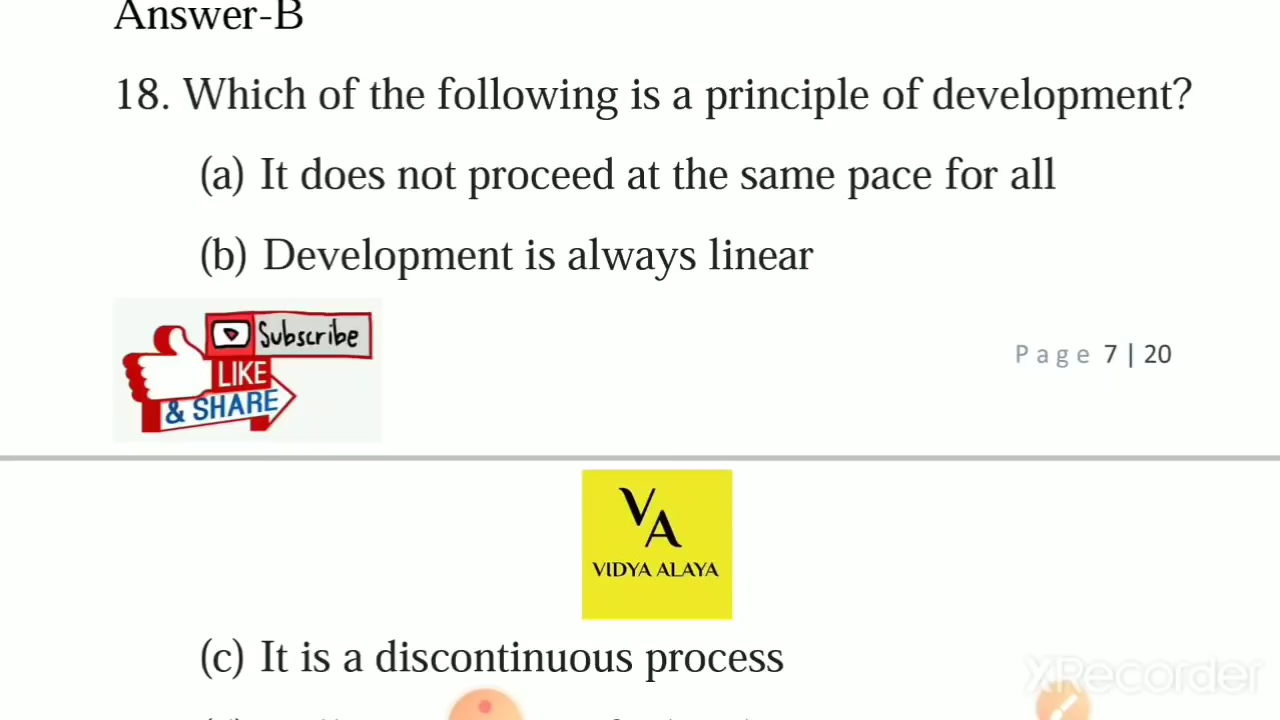 Answer-B
18. Which of the following is a principle of development?
(a) It does not proceed at the same pace for all
(b) Development is always linear
Subscribe
LIKE
& SHARE
Page 7 | 20
VA
VIDYA ALAYA
(c) It is a discontinuous process
XRecorder